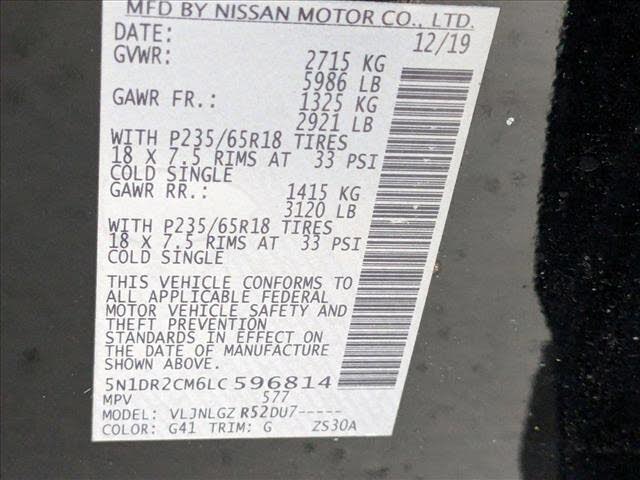 MFD BY NISSAN MOTOR CO., LTD.
DATE: 12/19
GVWR: 2715 KG
5986 LB
GAWR FR.: 1325 KG
2921 LB
WITH P235/65R18 TIRES
18 X 7.5 RIMS AT 33 PSI
COLD SINGLE
GAWR RR.: 1415 KG
3120 LB
WITH P235/65R18 TIRES
18 X 7.5 RIMS AT 33 PSI
COLD SINGLE
THIS VEHICLE CONFORMS TO
ALL APPLICABLE FEDERAL
MOTOR VEHICLE SAFETY AND
THEFT PREVENTION
STANDARDS IN EFFECT ON
THE DATE OF MANUFACTURE
SHOWN ABOVE.
5N1DR2CM6LC596814
MPV 577
MODEL: VLJNLGZ R52DU7-----
COLOR: G41 TRIM: G ZS30A